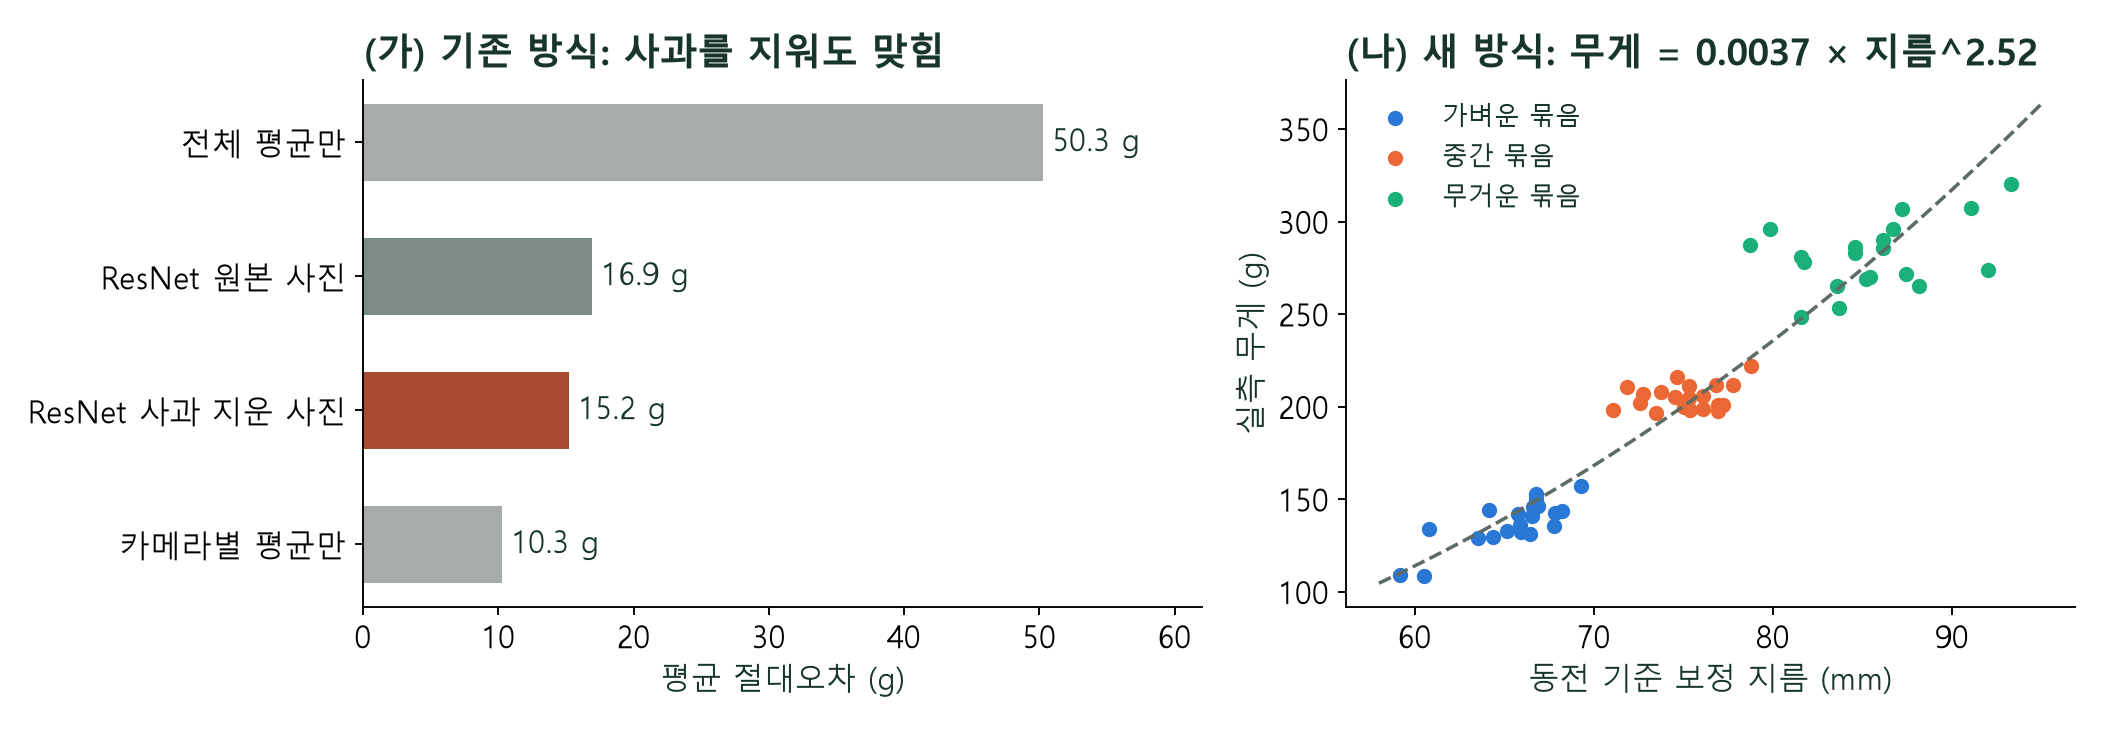 (가) 기존 방식: 사과를 지워도 맞힘
전체 평균만
50.3 g
ResNet 원본 사진
16.9 g
ResNet 사과 지운 사진
15.2 g
카메라별 평균만
10.3 g
0 10 20 30 40 50 60
평균 절대오차 (g)
(나) 새 방식: 무게 = 0.0037 × 지름^2.52
가벼운 묶음
중간 묶음
무거운 묶음
실측 무게 (g)
350
300
250
200
150
100
60 70 80 90
동전 기준 보정 지름 (mm)